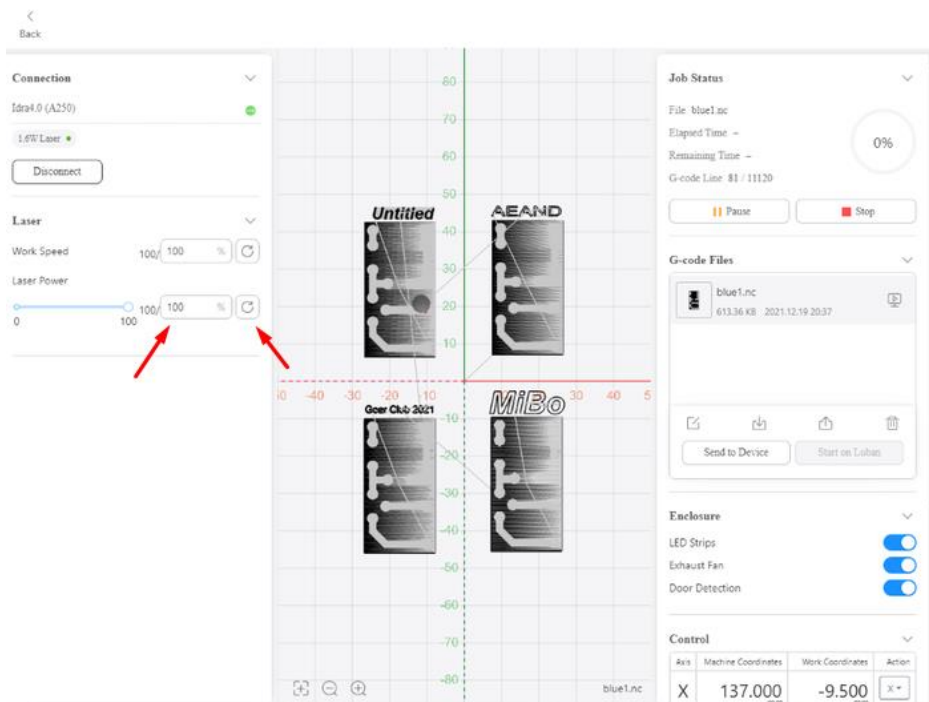 Back
Connection
Idra4.0 (A250)
1.6W Laser
Disconnect
Laser
Work Speed 100/ 100 %
Laser Power
100/ 100 %
0 100
80
70
60
50
40
30
20
10
-40 -30 -20 -10 30 40 5
-10
-20
-30
-40
-50
-60
-70
-80
Untitied
AEAND
Goer Club 2021
MiBo
blue1.nc
Job Status
File blue1.nc
Elapsed Time –
Remaining Time –
G-code Line 81 / 11120
0%
Pause Stop
G-code Files
blue1.nc
613.36 KB 2021.12.19 20:37
Send to Device Start on Luban
Enclosure
LED Strips
Exhaust Fan
Door Detection
Control
Axis Machine Coordinates Work Coordinates Action
X 137.000 -9.500 X